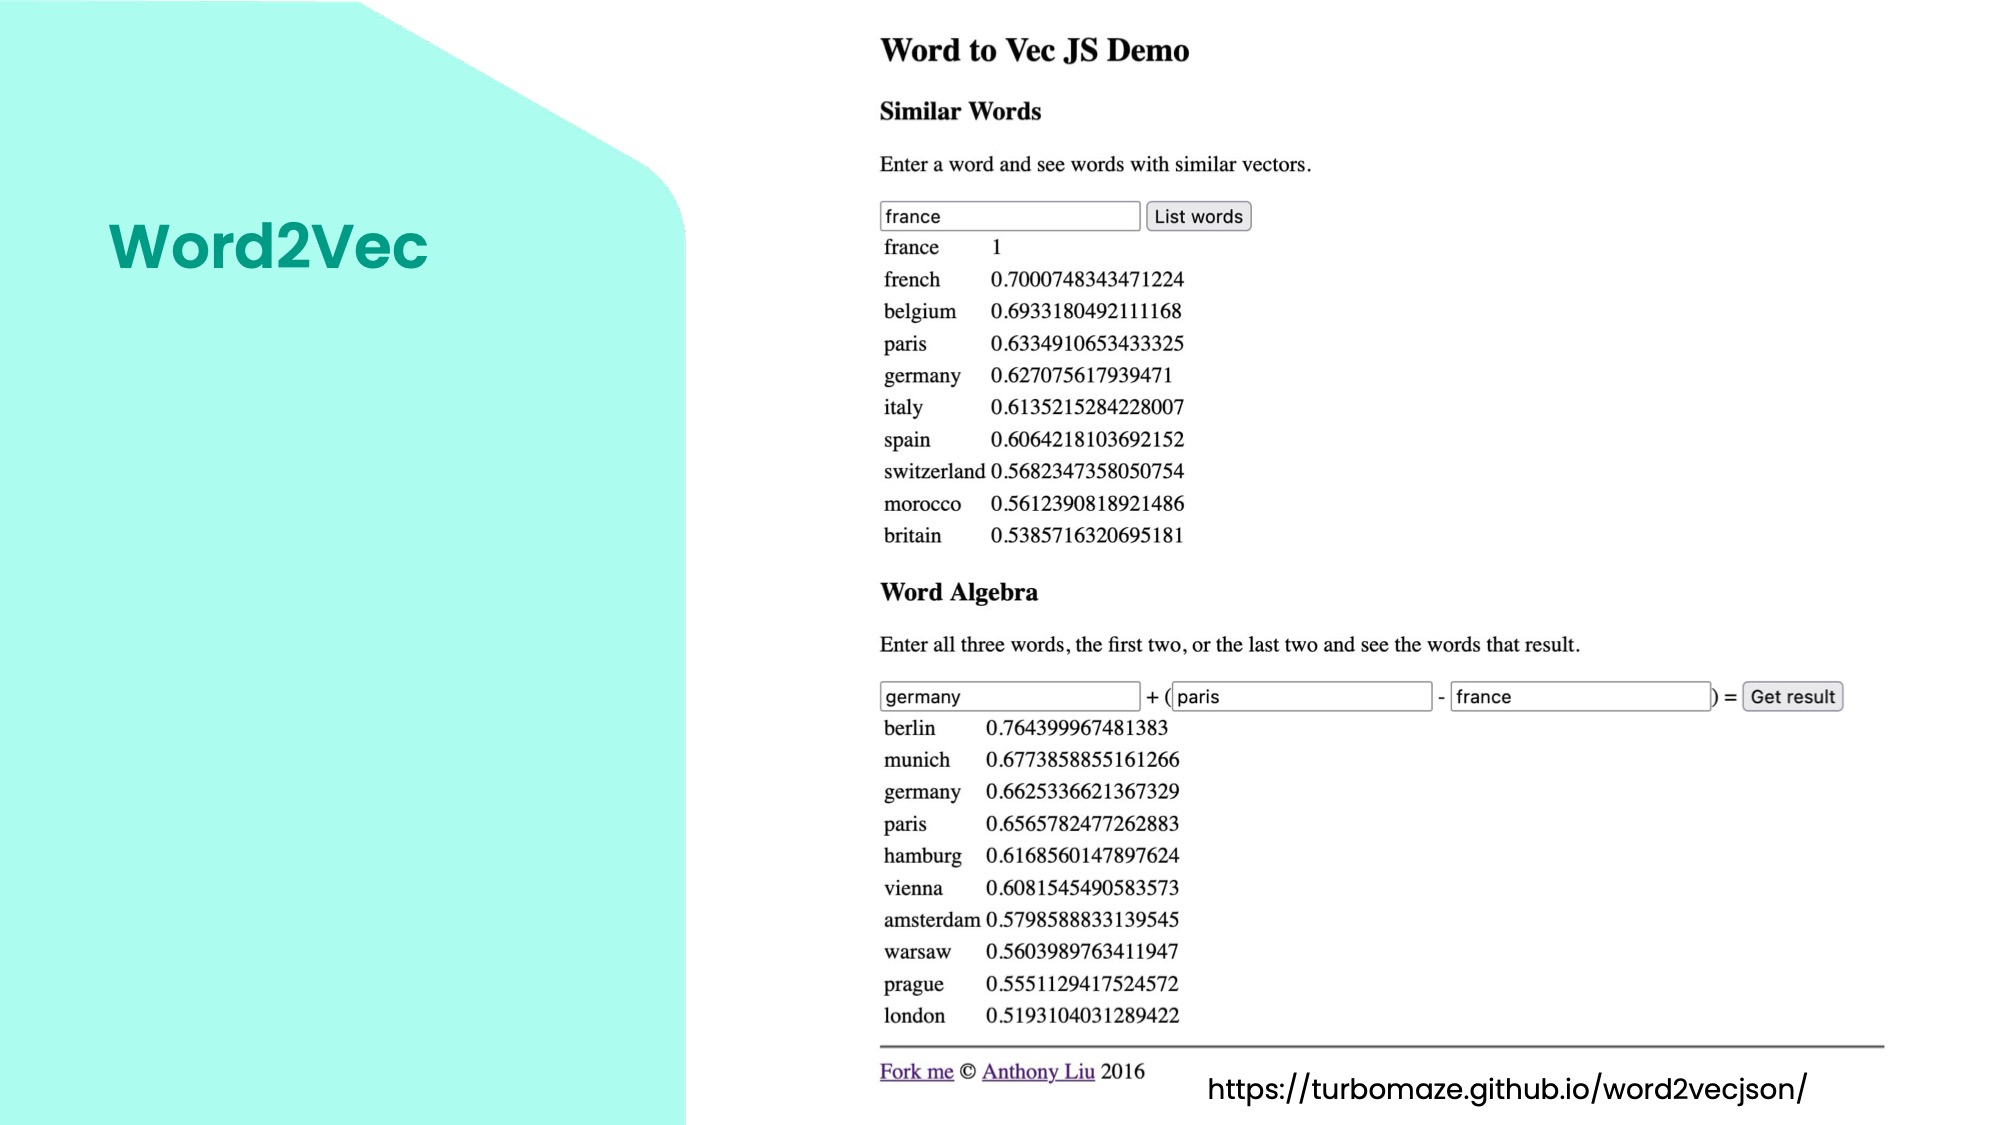 Word2Vec
Word to Vec JS Demo
Similar Words
Enter a word and see words with similar vectors.
france List words
france 1
french 0.7000748343471224
belgium 0.6933180492111168
paris 0.6334910653433325
germany 0.627075617939471
italy 0.6135215284228007
spain 0.6064218103692152
switzerland 0.5682347358050754
morocco 0.5612390818921486
britain 0.5385716320695181
Word Algebra
Enter all three words, the first two, or the last two and see the words that result.
germany + ( paris - france ) = Get result
berlin 0.764399967481383
munich 0.6773858855161266
germany 0.6625336621367329
paris 0.6565782477262883
hamburg 0.6168560147897624
vienna 0.6081545490583573
amsterdam 0.5798588833139545
warsaw 0.5603989763411947
prague 0.5551129417524572
london 0.5193104031289422
Fork me © Anthony Liu 2016
https://turbomaze.github.io/word2vecjson/